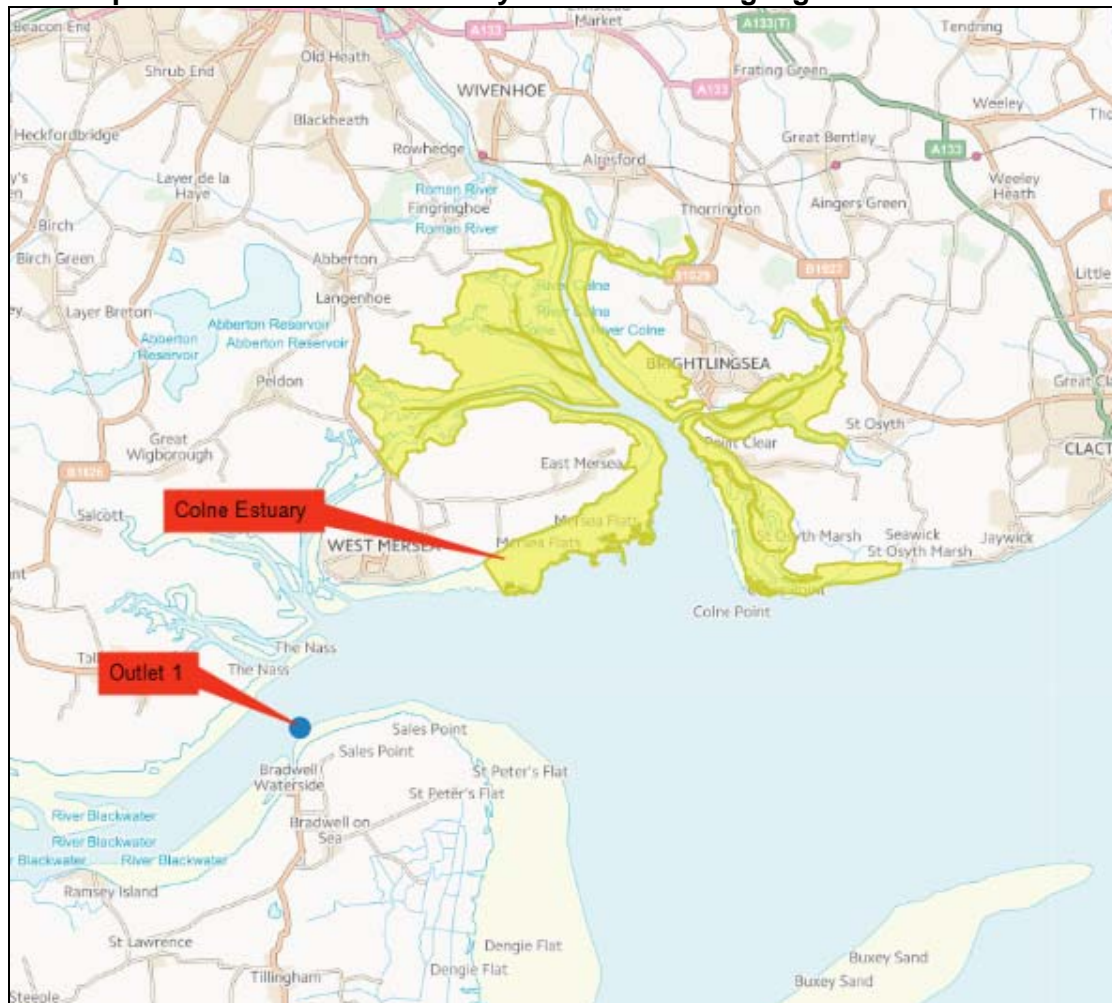 Beacon End
Market
A133
A133(T)
Tendring
Old Heath
Shrub End
Frating Green
WIVENHOE
A133
Weeley
Blackheath
Heckfordbridge
Great Bentley
Rowhedge
Alresford
A133
Layer de la
Haye
Roman River
Fingringhoe
Roman River
Weeley
Heath
Thorrington
Aingers Green
Birch
Birch Green
Abberton
B1029
B1027
Little
Langenhoe
River Colne
Layer Breton
Abberton Reservoir
Abberton
Reservoir
Abberton Reservoir
River Colne
River Colne
Peldon
BRIGHTLINGSEA
Great Cl
Great
Wigborough
St Osyth
Point Clear
CLACT
East Mersea
B1026
Colne Estuary
Salcott
Mersea Flats
WEST MERSEA
Mersea Flats
St Osyth Marsh
Seawick
St Osyth Marsh
Jaywick
Colne Point
Colne Point
The Nass
Outlet 1
The Nass
Sales Point
Sales Point
Bradwell
Waterside
St Peter's Flat
St Peter's Flat
River Blackwater
Bradwell on
Sea
River Blackwater
River Blackwater
Ramsey Island
St Lawrence
Dengie Flat
Buxey Sand
Dengie Flat
Tillingham
Buxey Sand
Steeple